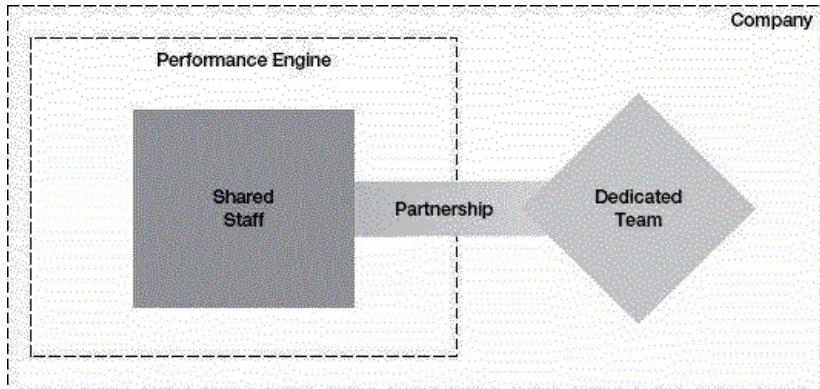 Company
Performance Engine
Shared
Staff
Partnership
Dedicated
Team